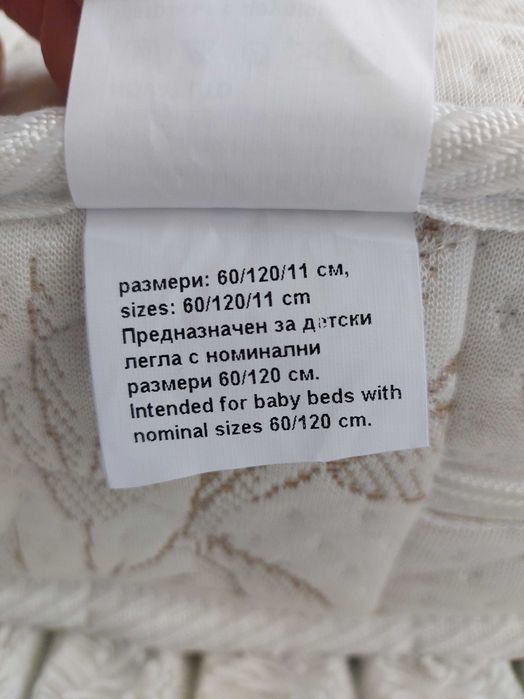 размери: 60/120/11 см,
sizes: 60/120/11 cm
Предназначен за детски
легла с номинални
размери 60/120 см.
Intended for baby beds with
nominal sizes 60/120 cm.